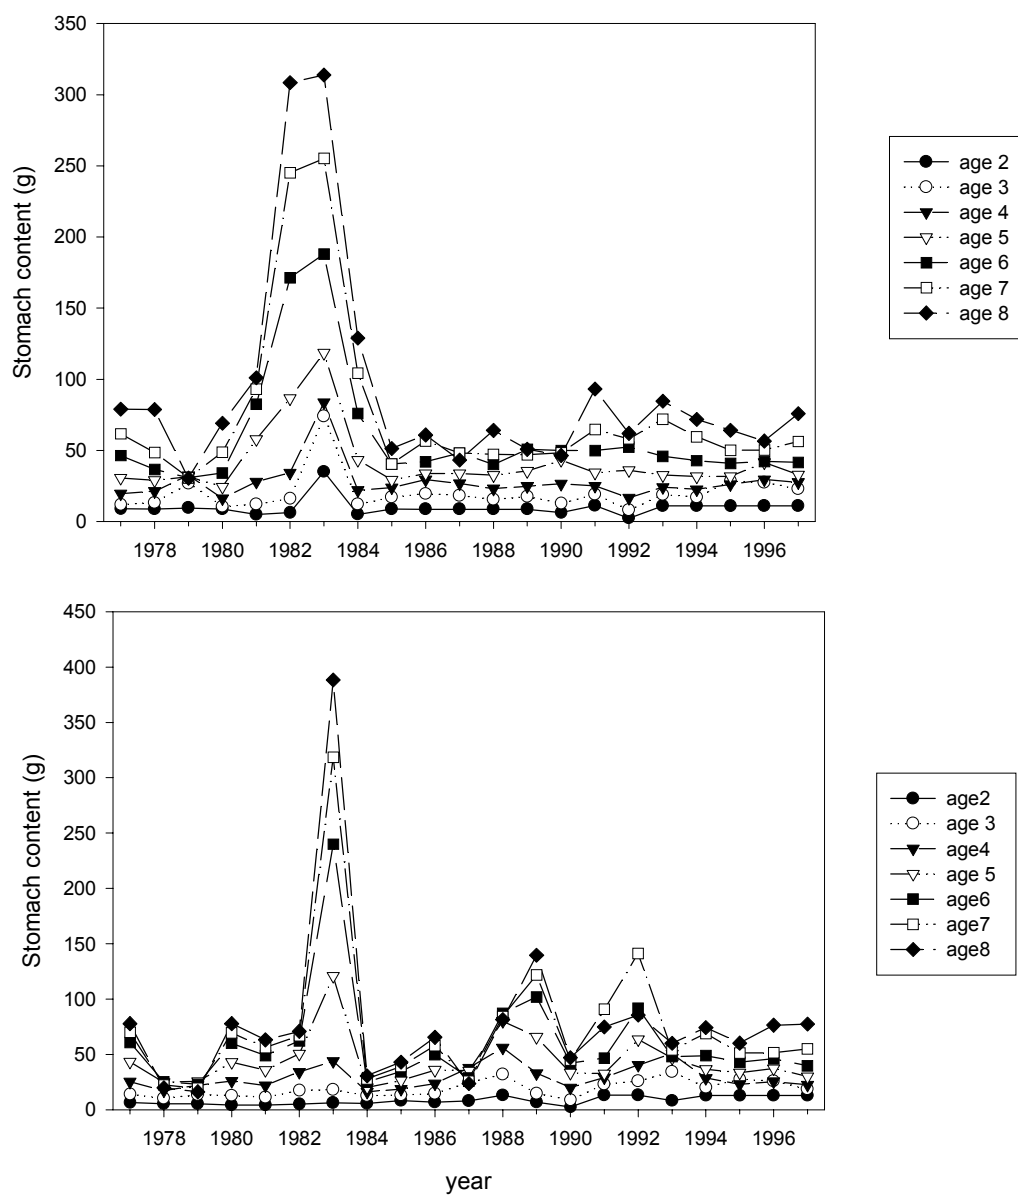 350
300
250
200
150
100
50
0
Stomach content (g)
1978 1980 1982 1984 1986 1988 1990 1992 1994 1996
age 2
age 3
age 4
age 5
age 6
age 7
age 8
450
400
350
300
250
200
150
100
50
0
Stomach content (g)
1978 1980 1982 1984 1986 1988 1990 1992 1994 1996
year
age2
age 3
age4
age 5
age6
age7
age8